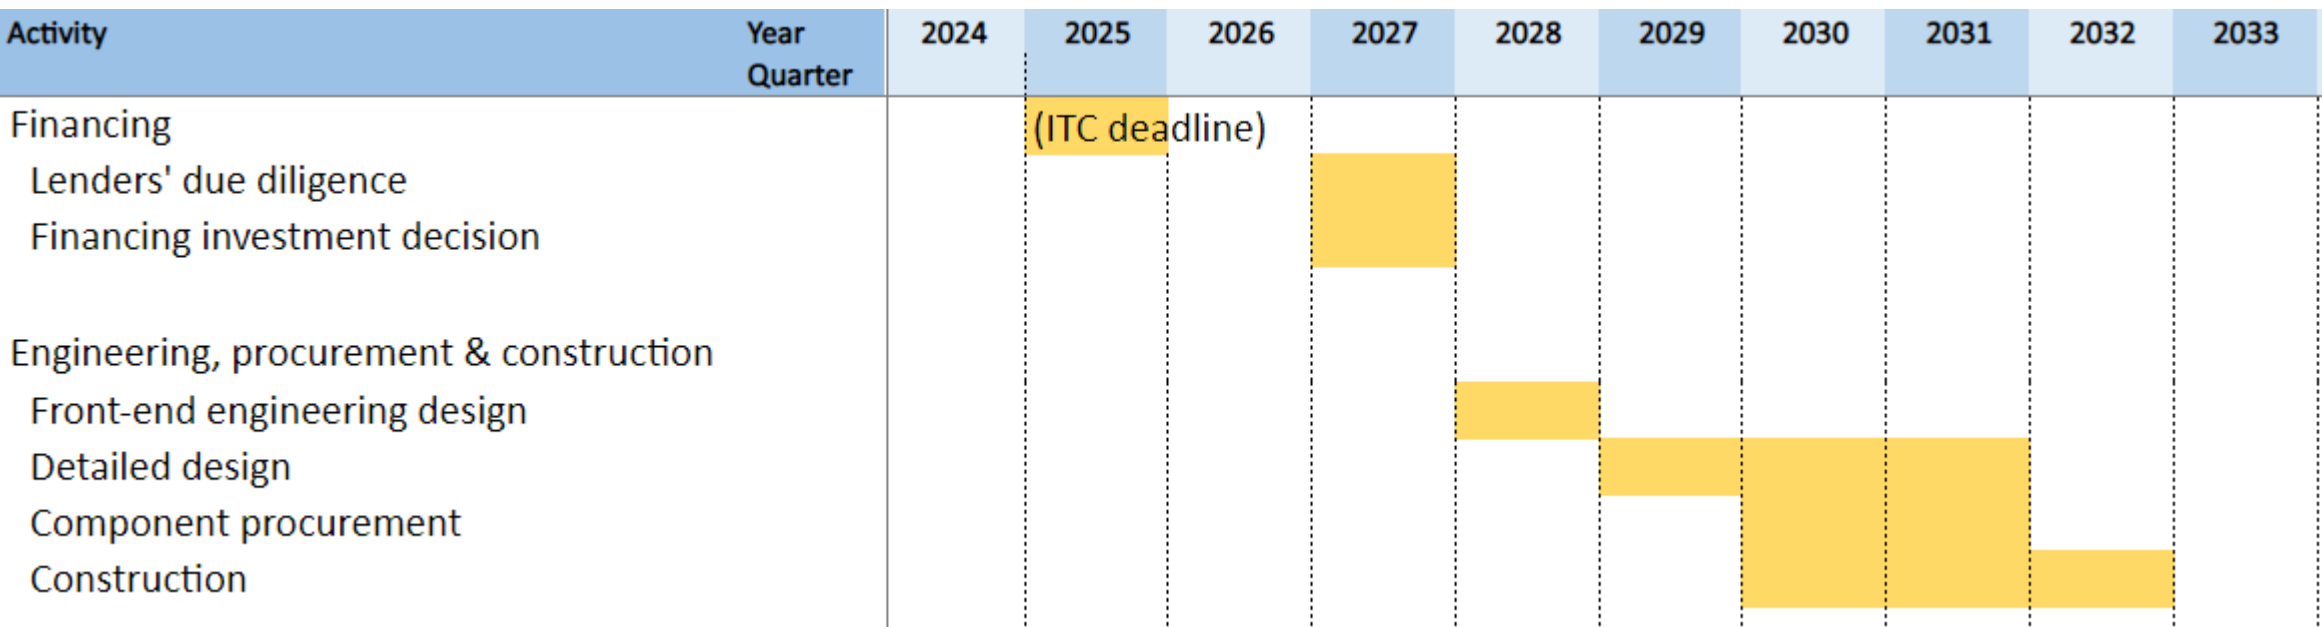 Activity Year 2024 2025 2026 2027 2028 2029 2030 2031 2032 2033
Quarter
Financing (ITC deadline)
Lenders' due diligence
Financing investment decision
Engineering, procurement & construction
Front-end engineering design
Detailed design
Component procurement
Construction